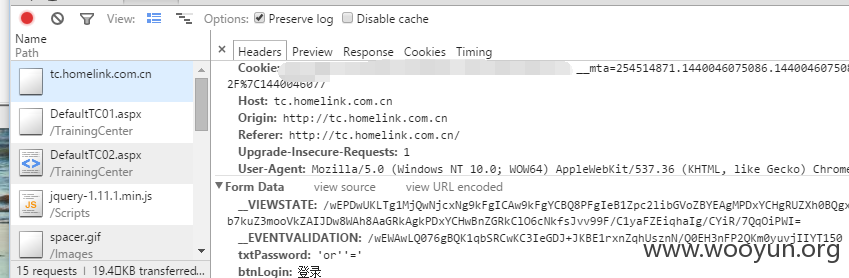 View: Options: Preserve log Disable cache
Name
Path
tc.homelink.com.cn
DefaultTC01.aspx
/TrainingCenter
DefaultTC02.aspx
/TrainingCenter
jquery-1.11.1.min.js
/Scripts
spacer.gif
/Images
15 requests | 19.4KB transferred
× Headers Preview Response Cookies Timing
Cookie: __mta=254514871.1440046075086.144004607508
2F%7C1440046077
Host: tc.homelink.com.cn
Origin: http://tc.homelink.com.cn
Referer: http://tc.homelink.com.cn/
Upgrade-Insecure-Requests: 1
User-Agent: Mozilla/5.0 (Windows NT 10.0; WOW64) AppleWebKit/537.36 (KHTML, like Gecko) Chrome
Form Data view source view URL encoded
__VIEWSTATE: /wEPDwUKLTg1MjQwNjcxNg9kFgICAw9kFgYCBQ8PFgIeB1Zpc2libGVoZBYEAgMPDxYCHgRUZXh0BQgx
b7kuZ3mooVkZAIJDw8WAh8AaGRkAgkPDxYCHwBnZGRkClO6cNkfsJvv99F/C1yaFZEiqhaIg/CYiR/7QqOiPWI=
__EVENTVALIDATION: /wEWAwLQ076gBQK1qbSRCwKC3IeGDJ+JKBE1rxnZqhUsznN/Q0EH3nFP2QKm0yuvjIIYT150
txtPassword: 'or''='
btnLogin: 登录
www.wooyun.org